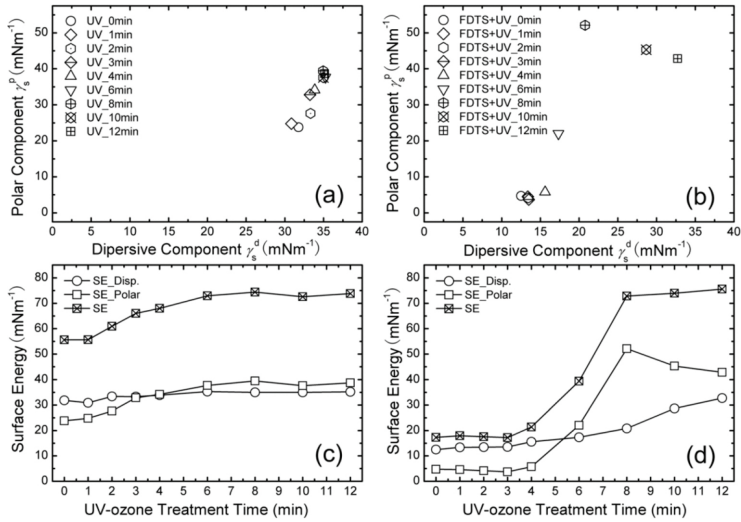 Polar Component γsp (mNm-1)
60
50
40
30
20
10
0
UV_0min
UV_1min
UV_2min
UV_3min
UV_4min
UV_6min
UV_8min
UV_10min
UV_12min
(a)
0 5 10 15 20 25 30 35 40
Dipersive Component γsd (mNm-1)
Polar Component γsp (mNm-1)
50
40
30
20
10
0
FDTS+UV_0min
FDTS+UV_1min
FDTS+UV_2min
FDTS+UV_3min
FDTS+UV_4min
FDTS+UV_6min
FDTS+UV_8min
FDTS+UV_10min
FDTS+UV_12min
(b)
0 5 10 15 20 25 30 35 40
Dipersive Component γsd (mNm-1)
Surface Energy (mNm-1)
80
70
60
50
40
30
20
10
0
SE_Disp.
SE_Polar
SE
(c)
0 1 2 3 4 5 6 7 8 9 10 11 12
UV-ozone Treatment Time (min)
Surface Energy (mNm-1)
80
70
60
50
40
30
20
10
0
SE_Disp.
SE_Polar
SE
(d)
0 1 2 3 4 5 6 7 8 9 10 11 12
UV-ozone Treatment Time (min)